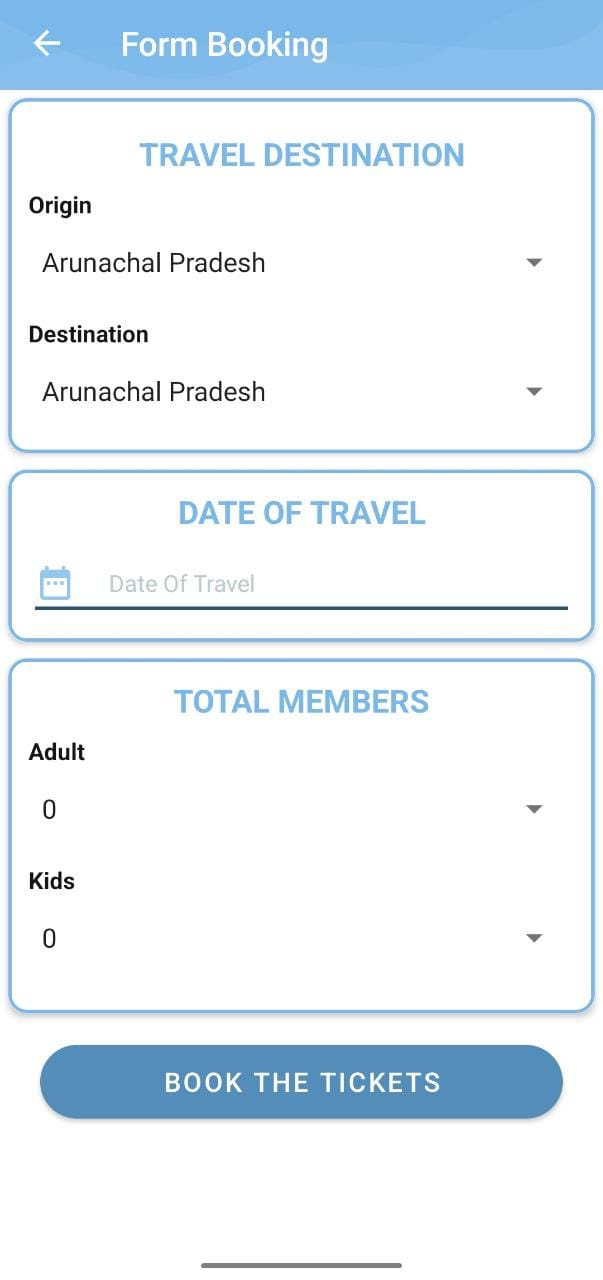 Form Booking
TRAVEL DESTINATION
Origin
Arunachal Pradesh
Destination
Arunachal Pradesh
DATE OF TRAVEL
Date Of Travel
TOTAL MEMBERS
Adult
0
Kids
0
BOOK THE TICKETS